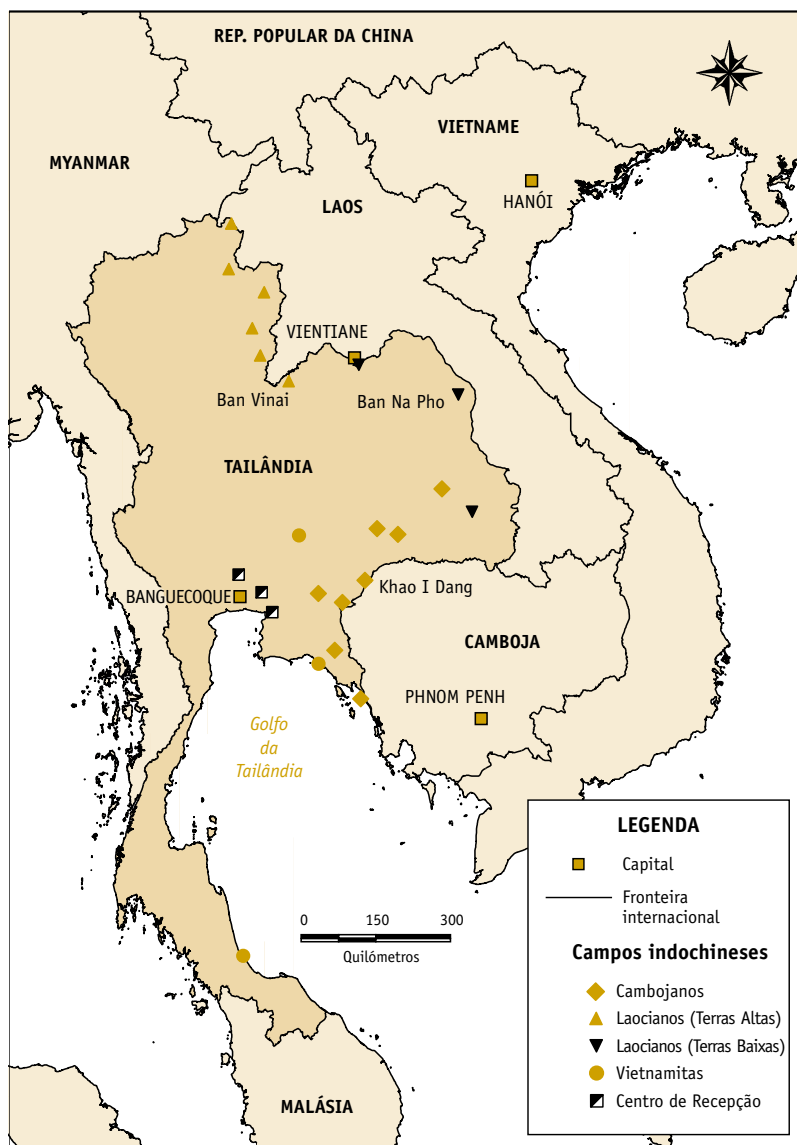 REP. POPULAR DA CHINA
VIETNAME
MYANMAR
HANÓI
LAOS
VIENTIANE
Ban Vinai
Ban Na Pho
TAILÂNDIA
Khao I Dang
BANGUECOQUE
CAMBOJA
PHNOM PENH
Golfo
da
Tailândia
0 150 300
Quilómetros
MALÁSIA
LEGENDA
Capital
Fronteira
internacional
Campos indochineses
Cambojanos
Laocianos (Terras Altas)
Laocianos (Terras Baixas)
Vietnamitas
Centro de Recepção